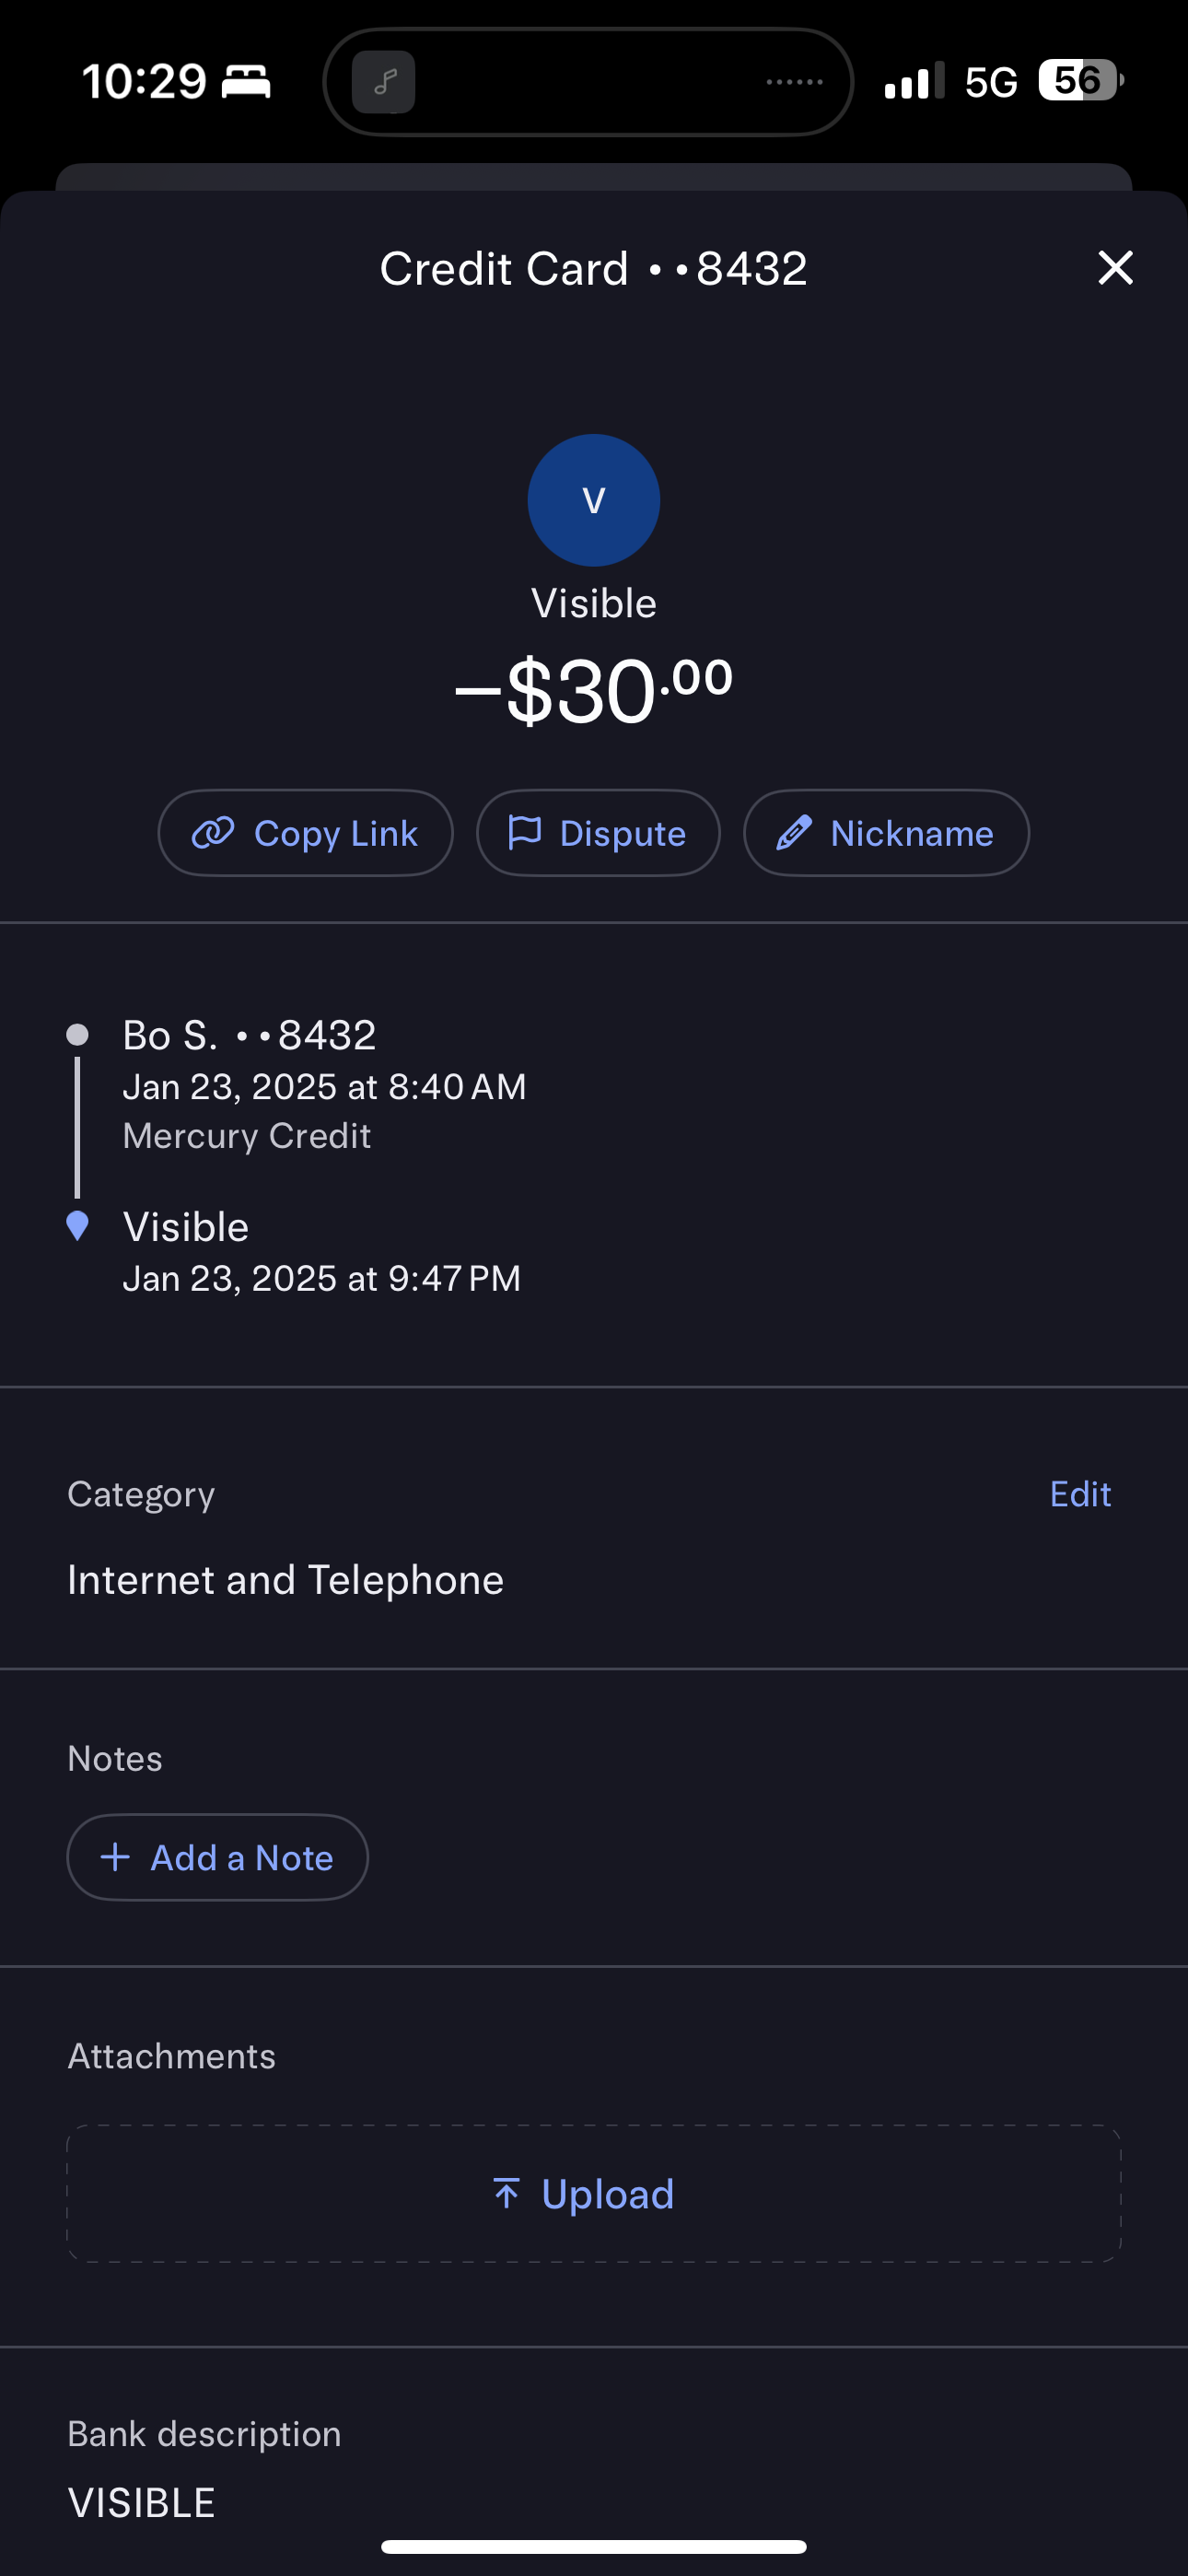 10:29 5G 56
Credit Card ••8432
V
Visible
–$30.00
Copy Link Dispute Nickname
Bo S. ••8432
Jan 23, 2025 at 8:40 AM
Mercury Credit
Visible
Jan 23, 2025 at 9:47 PM
Category Edit
Internet and Telephone
Notes
+ Add a Note
Attachments
Upload
Bank description
VISIBLE